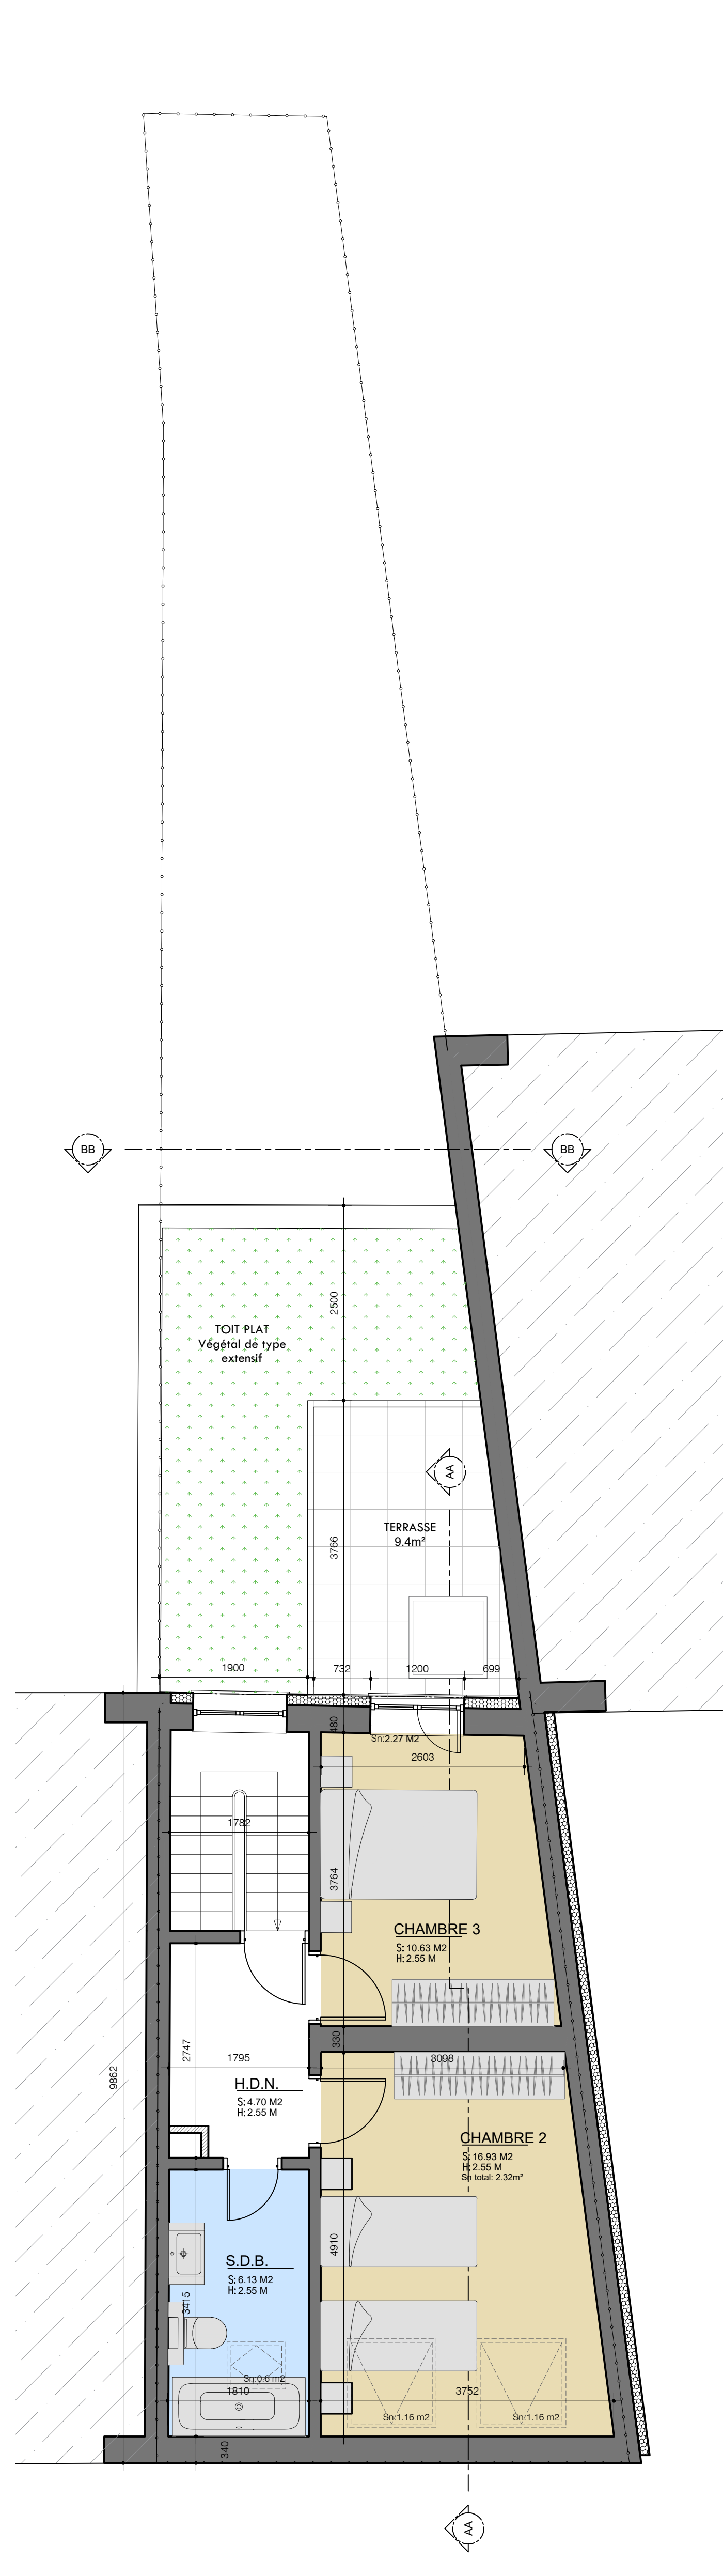 BB
BB
2500
TOIT PLAT
Végétal de type
extensif
AA
TERRASSE
9.4m²
3766
1900
732
1200
699
480
Sn:2.27 M2
2603
1782
3764
CHAMBRE 3
S: 10.63 M2
H: 2.55 M
330
2747
1795
3098
9862
H.D.N.
S: 4.70 M2
H: 2.55 M
CHAMBRE 2
S: 16.93 M2
H: 2.55 M
Sn total: 2.32m²
4910
S.D.B.
S: 6.13 M2
H: 2.55 M
3415
Sn:0.6 m2
1810
3752
Sn:1.16 m2
Sn:1.16 m2
340
AA